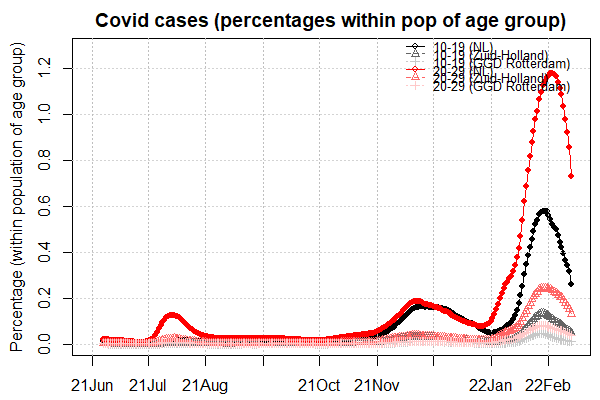 Covid cases (percentages within pop of age group)
Percentage (within population of age group)
1.2
1.0
0.8
0.6
0.4
0.2
0.0
10-19 (NL)
10-19 (Zuid-Holland)
10-19 (GGD Rotterdam)
20-29 (NL)
20-29 (Zuid-Holland)
20-29 (GGD Rotterdam)
21Jun 21Jul 21Aug 21Oct 21Nov 22Jan 22Feb